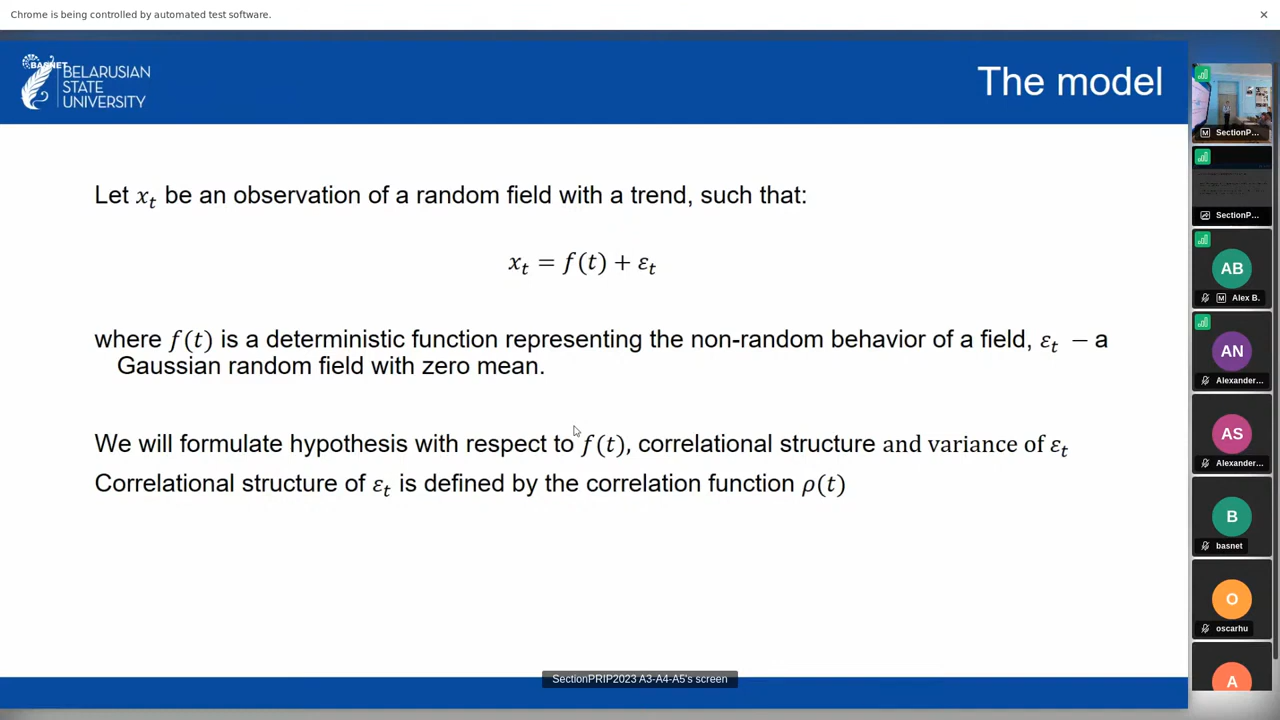 Chrome is being controlled by automated test software.
BASNET
BELARUSIAN
STATE
UNIVERSITY
The model
Let xₜ be an observation of a random field with a trend, such that:
xₜ = f(t) + εₜ
where f(t) is a deterministic function representing the non-random behavior of a field, εₜ − a
Gaussian random field with zero mean.
We will formulate hypothesis with respect to f(t), correlational structure and variance of εₜ
Correlational structure of εₜ is defined by the correlation function ρ(t)
SectionPRIP2023 A3-A4-A5's screen
M SectionP...
SectionP...
AB
M Alex B.
AN
Alexander...
AS
Alexander...
B
basnet
O
oscarhu
A